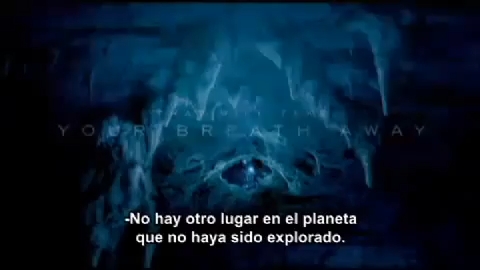 YOUR BREATH AWAY
-No hay otro lugar en el planeta
que no haya sido explorado.